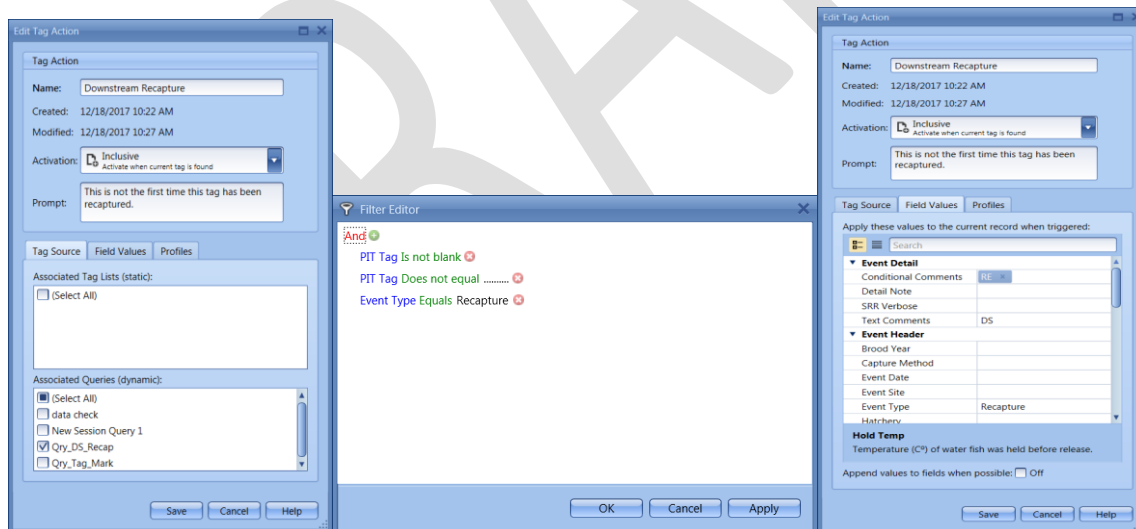 Edit Tag Action
Tag Action
Name: Downstream Recapture
Created: 12/18/2017 10:22 AM
Modified: 12/18/2017 10:27 AM
Activation: Inclusive
Activate when current tag is found
Prompt: This is not the first time this tag has been
recaptured.
Tag Source Field Values Profiles
Associated Tag Lists (static):
(Select All)
Associated Queries (dynamic):
(Select All)
data check
New Session Query 1
Qry_DS_Recap
Qry_Tag_Mark
Save Cancel Help
Filter Editor
And
PIT Tag Is not blank
PIT Tag Does not equal ..........
Event Type Equals Recapture
OK Cancel Apply
Edit Tag Action
Tag Action
Name: Downstream Recapture
Created: 12/18/2017 10:22 AM
Modified: 12/18/2017 10:27 AM
Activation: Inclusive
Activate when current tag is found
Prompt: This is not the first time this tag has been
recaptured.
Tag Source Field Values Profiles
Apply these values to the current record when triggered:
Search
Event Detail
Conditional Comments RE ×
Detail Note
SRR Verbose
Text Comments DS
Event Header
Brood Year
Capture Method
Event Date
Event Site
Event Type Recapture
Hatchery
Hold Temp
Temperature (Cº) of water fish was held before release.
Append values to fields when possible: Off
Save Cancel Help